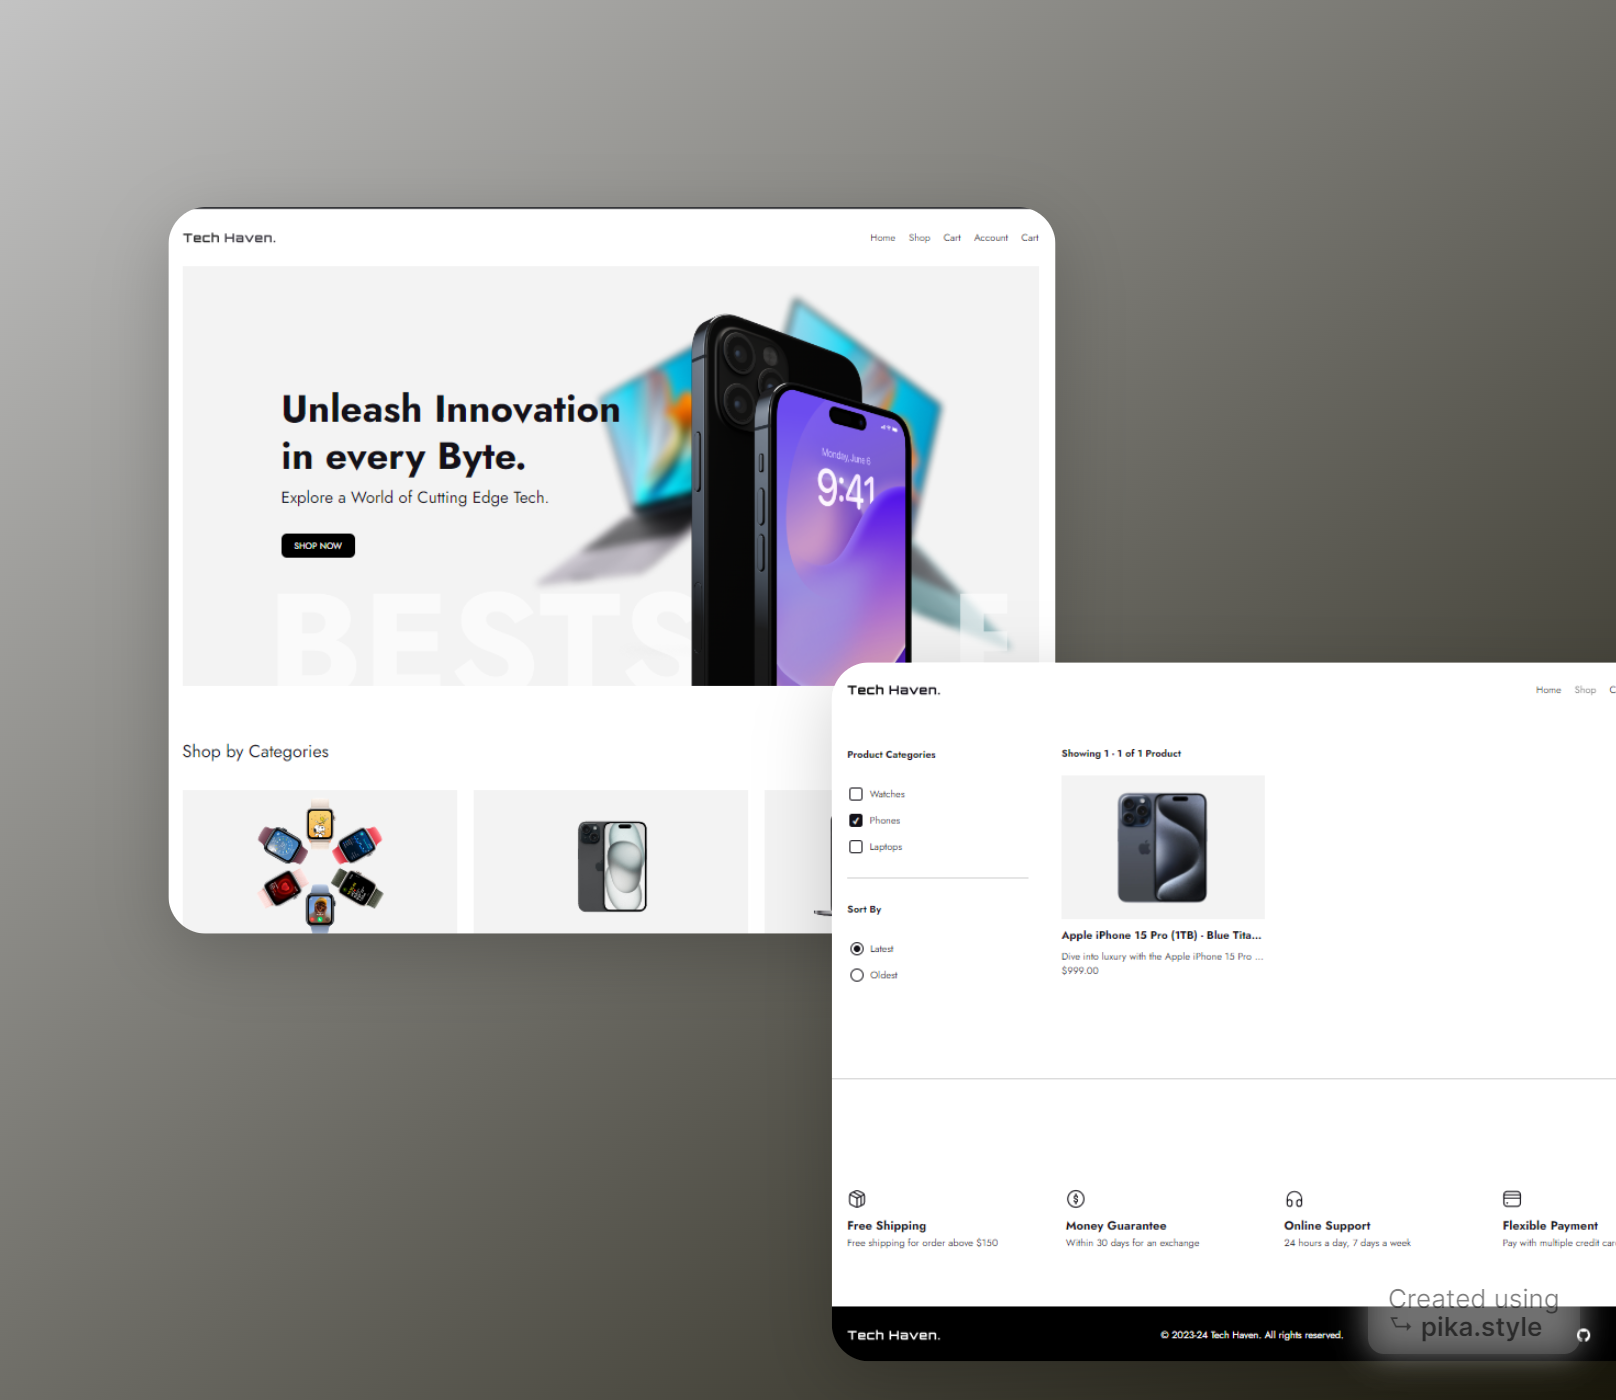 Tech Haven.
Home Shop Cart Account Cart
Unleash Innovation
in every Byte.
Explore a World of Cutting Edge Tech.
SHOP NOW
Monday, June 6
9:41
BESTS
E
Shop by Categories
Tech Haven.
Home Shop C
Product Categories
Watches
Phones
Laptops
Sort By
Latest
Oldest
Showing 1 - 1 of 1 Product
Apple iPhone 15 Pro (1TB) - Blue Tita...
Dive into luxury with the Apple iPhone 15 Pro ...
$999.00
Free Shipping
Free shipping for order above $150
Money Guarantee
Within 30 days for an exchange
Online Support
24 hours a day, 7 days a week
Flexible Payment
Pay with multiple credit car
Tech Haven.
© 2023-24 Tech Haven. All rights reserved.
Created using
pika.style